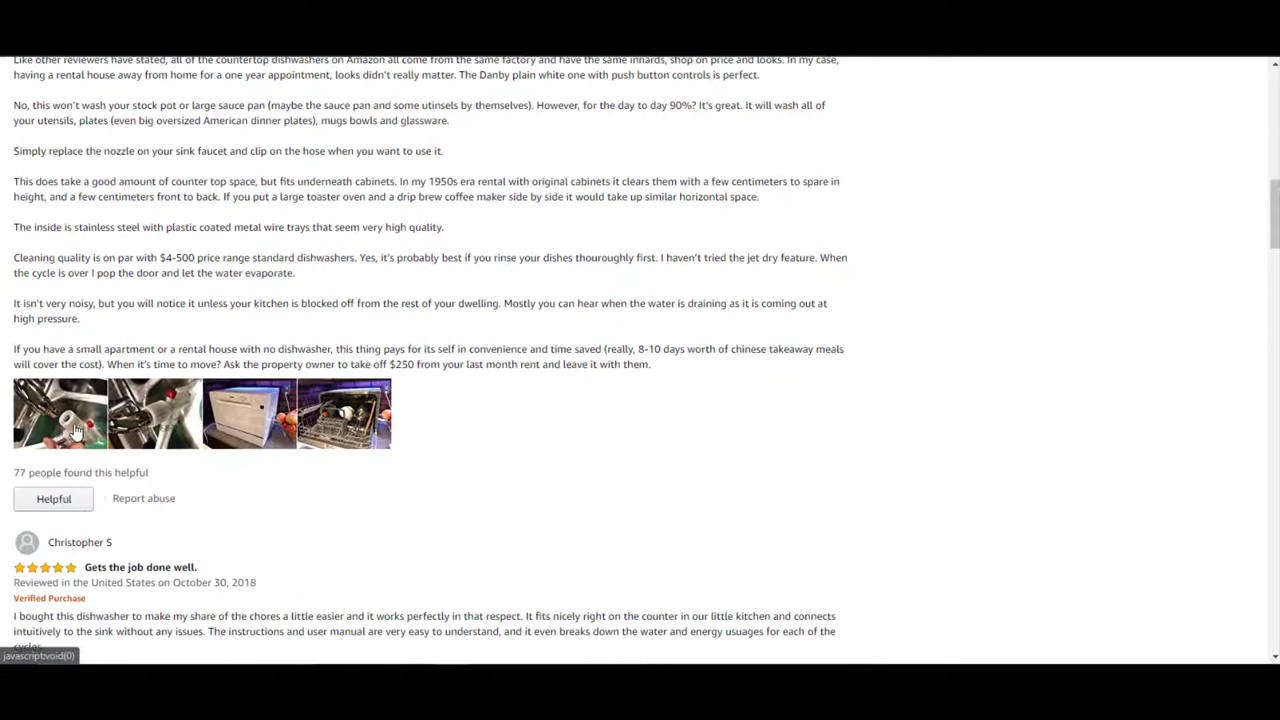 Like other reviewers have stated, all of the countertop dishwashers on Amazon all come from the same factory and have the same innards, shop on price and looks. In my case,
having a rental house away from home for a one year appointment, looks didn't really matter. The Danby plain white one with push button controls is perfect.
No, this won't wash your stock pot or large sauce pan (maybe the sauce pan and some utinsels by themselves). However, for the day to day 90%? It's great. It will wash all of
your utensils, plates (even big oversized American dinner plates), mugs bowls and glassware.
Simply replace the nozzle on your sink faucet and clip on the hose when you want to use it.
This does take a good amount of counter top space, but fits underneath cabinets. In my 1950s era rental with original cabinets it clears them with a few centimeters to spare in
height, and a few centimeters front to back. If you put a large toaster oven and a drip brew coffee maker side by side it would take up similar horizontal space.
The inside is stainless steel with plastic coated metal wire trays that seem very high quality.
Cleaning quality is on par with $4-500 price range standard dishwashers. Yes, it's probably best if you rinse your dishes thouroughly first. I haven't tried the jet dry feature. When
the cycle is over I pop the door and let the water evaporate.
It isn't very noisy, but you will notice it unless your kitchen is blocked off from the rest of your dwelling. Mostly you can hear when the water is draining as it is coming out at
high pressure.
If you have a small apartment or a rental house with no dishwasher, this thing pays for its self in convenience and time saved (really, 8-10 days worth of chinese takeaway meals
will cover the cost). When it's time to move? Ask the property owner to take off $250 from your last month rent and leave it with them.
77 people found this helpful
Helpful
Report abuse
Christopher S
Gets the job done well.
Reviewed in the United States on October 30, 2018
Verified Purchase
I bought this dishwasher to make my share of the chores a little easier and it works perfectly in that respect. It fits nicely right on the counter in our little kitchen and connects
intuitively to the sink without any issues. The instructions and user manual are very easy to understand, and it even breaks down the water and energy usuages for each of the
cycles.
javascript:void(0)